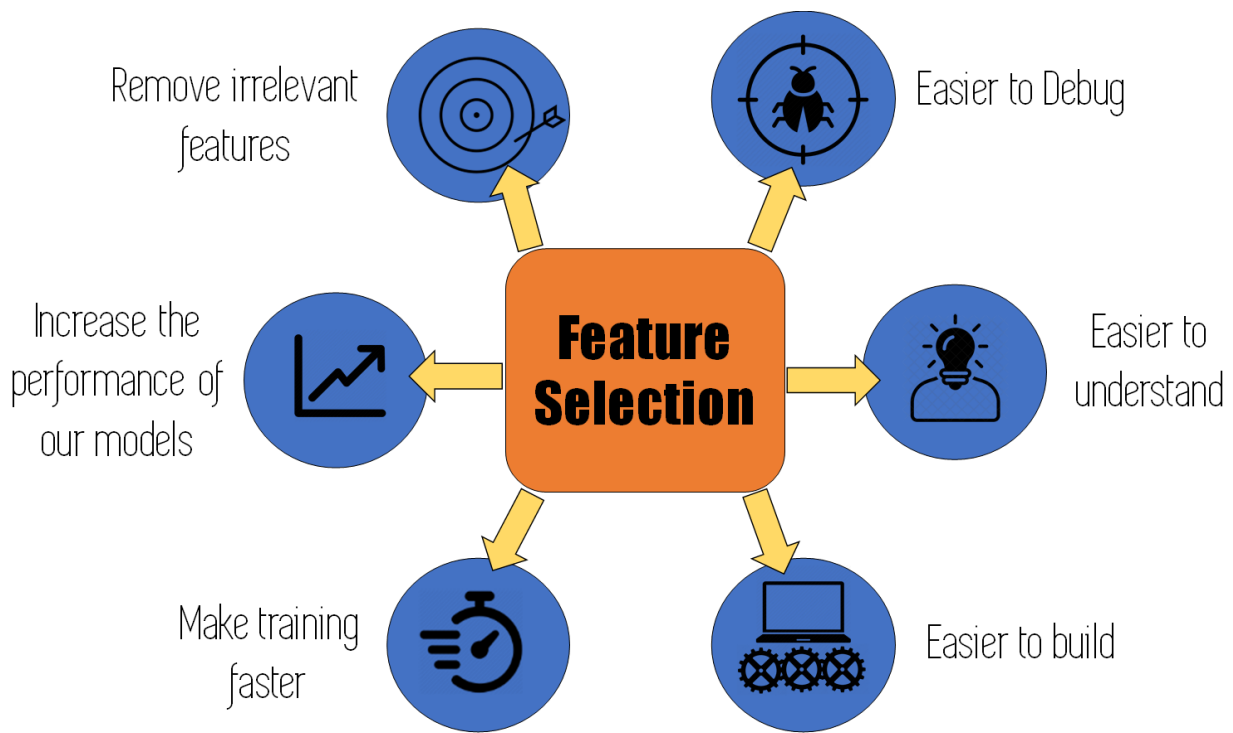 Remove irrelevant
features
Easier to Debug
Increase the
performance of
our models
Feature
Selection
Easier to
understand
Make training
faster
Easier to build